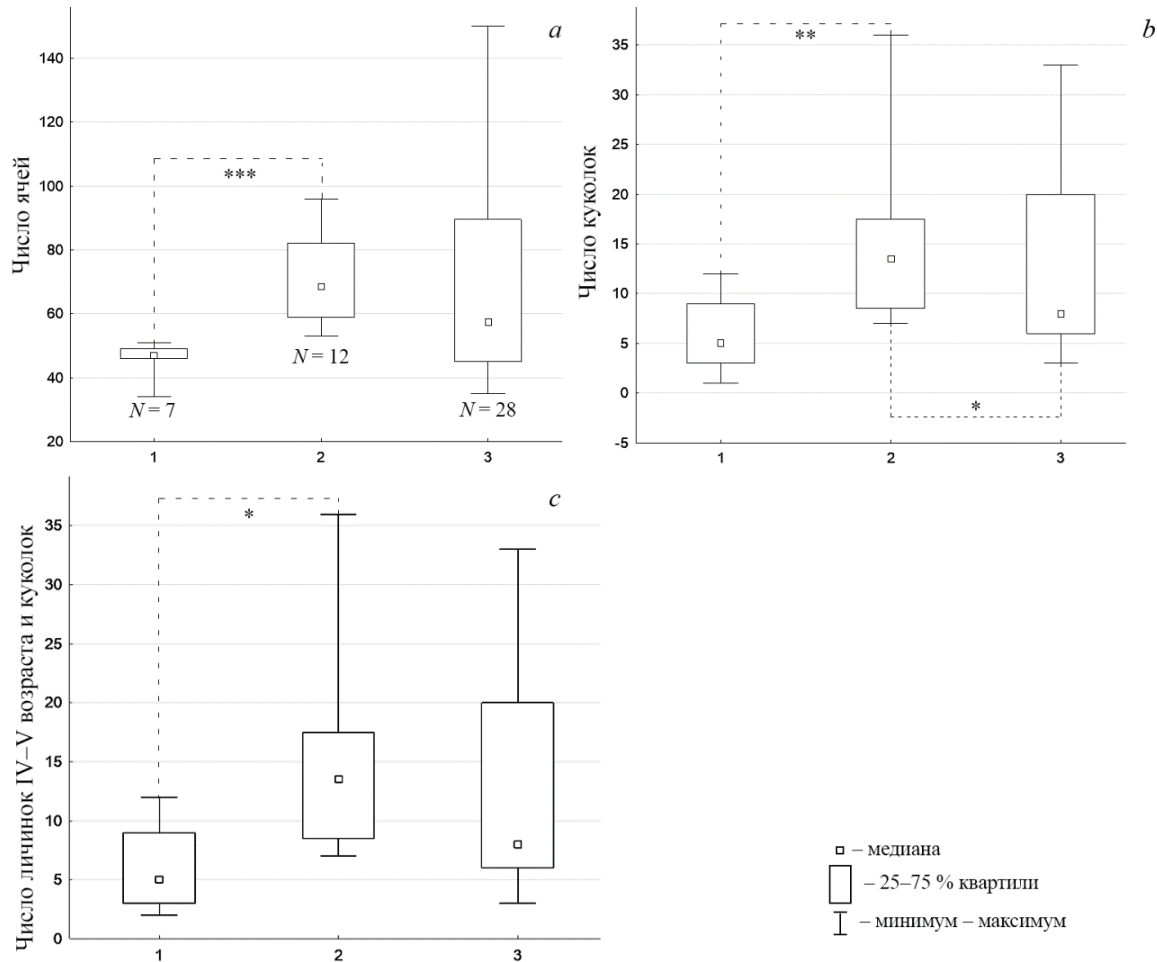 a
Число ячей
140
120
100
80
60
40
20
***
N = 7
N = 12
N = 28
1 2 3
b
Число куколок
35
30
25
20
15
10
5
0
-5
**
*
1 2 3
c
Число личинок IV–V возраста и куколок
35
30
25
20
15
10
5
0
*
1 2 3
– медиана
– 25–75 % квартили
– минимум – максимум